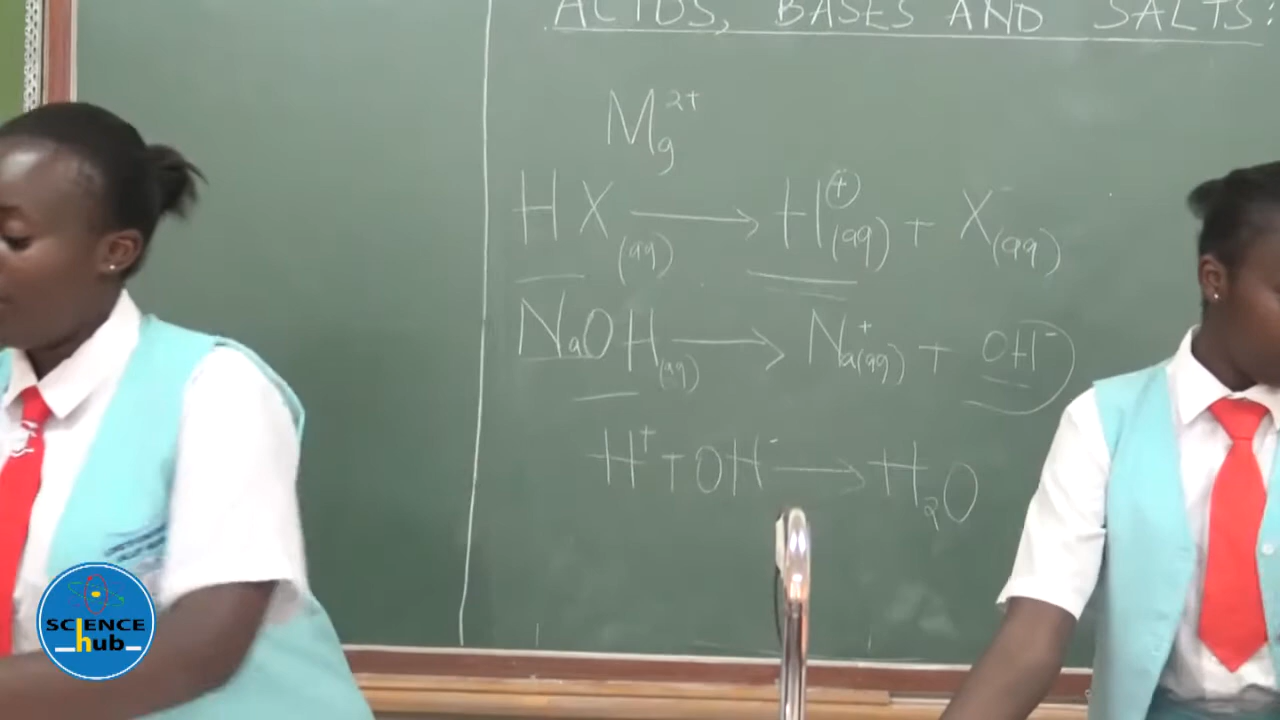 ACIDS, BASES AND SALTS:
Mg²⁺
HX(aq) → H⁺(aq) + X⁻(aq)
NaOH(aq) → Na⁺(aq) + OH⁻
H⁺ + OH⁻ → H₂O
SCIENCE
hub